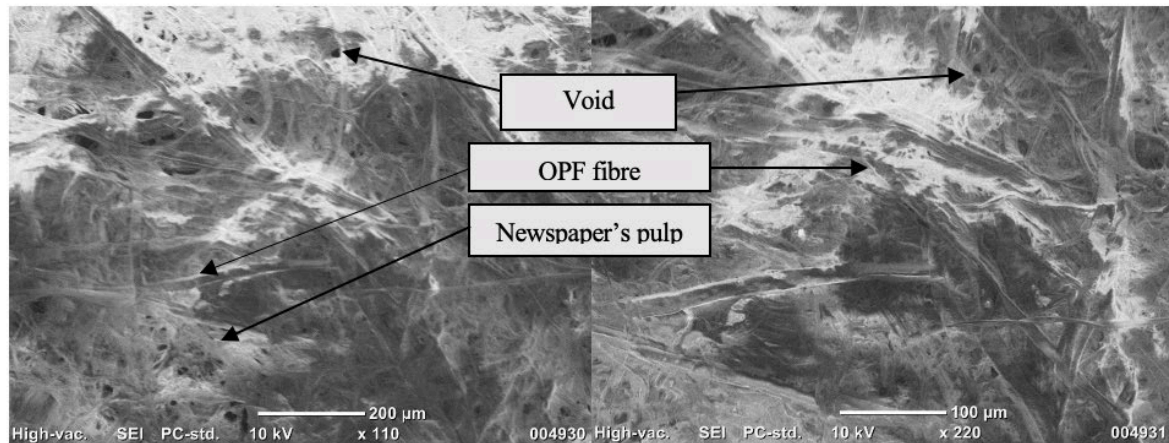 Void
OPF fibre
Newspaper's pulp
200 µm
High-vac. SEI PC-std. 10 kV x 110 004930
100 µm
High-vac. SEI PC-std. 10 kV x 220 004931